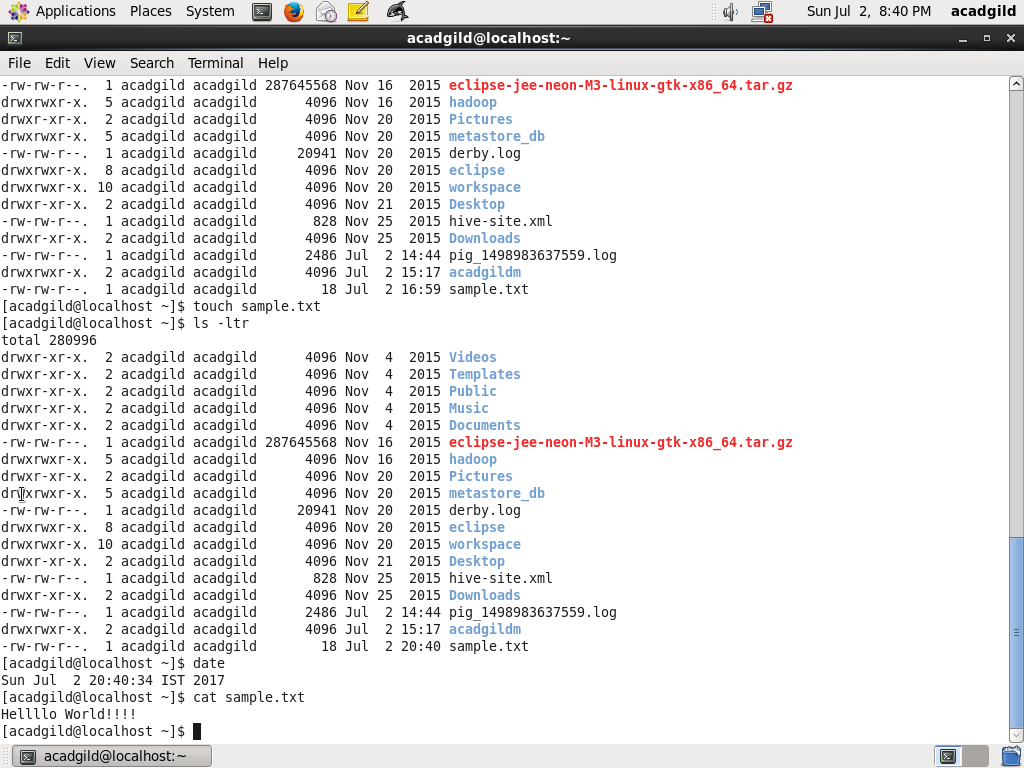 Applications Places System Sun Jul 2, 8:40 PM acadgild
acadgild@localhost:~
File Edit View Search Terminal Help
-rw-rw-r--.  1 acadgild acadgild 287645568 Nov 16  2015 eclipse-jee-neon-M3-linux-gtk-x86_64.tar.gz
drwxrwxr-x.  5 acadgild acadgild      4096 Nov 16  2015 hadoop
drwxr-xr-x.  2 acadgild acadgild      4096 Nov 20  2015 Pictures
drwxrwxr-x.  5 acadgild acadgild      4096 Nov 20  2015 metastore_db
-rw-rw-r--.  1 acadgild acadgild     20941 Nov 20  2015 derby.log
drwxrwxr-x.  8 acadgild acadgild      4096 Nov 20  2015 eclipse
drwxrwxr-x. 10 acadgild acadgild      4096 Nov 20  2015 workspace
drwxr-xr-x.  2 acadgild acadgild      4096 Nov 21  2015 Desktop
-rw-rw-r--.  1 acadgild acadgild       828 Nov 25  2015 hive-site.xml
drwxr-xr-x.  2 acadgild acadgild      4096 Nov 25  2015 Downloads
-rw-rw-r--.  1 acadgild acadgild      2486 Jul  2 14:44 pig_1498983637559.log
drwxrwxr-x.  2 acadgild acadgild      4096 Jul  2 15:17 acadgildm
-rw-rw-r--.  1 acadgild acadgild        18 Jul  2 16:59 sample.txt
[acadgild@localhost ~]$ touch sample.txt
[acadgild@localhost ~]$ ls -ltr
total 280996
drwxr-xr-x.  2 acadgild acadgild      4096 Nov  4  2015 Videos
drwxr-xr-x.  2 acadgild acadgild      4096 Nov  4  2015 Templates
drwxr-xr-x.  2 acadgild acadgild      4096 Nov  4  2015 Public
drwxr-xr-x.  2 acadgild acadgild      4096 Nov  4  2015 Music
drwxr-xr-x.  2 acadgild acadgild      4096 Nov  4  2015 Documents
-rw-rw-r--.  1 acadgild acadgild 287645568 Nov 16  2015 eclipse-jee-neon-M3-linux-gtk-x86_64.tar.gz
drwxrwxr-x.  5 acadgild acadgild      4096 Nov 16  2015 hadoop
drwxr-xr-x.  2 acadgild acadgild      4096 Nov 20  2015 Pictures
drwxrwxr-x.  5 acadgild acadgild      4096 Nov 20  2015 metastore_db
-rw-rw-r--.  1 acadgild acadgild     20941 Nov 20  2015 derby.log
drwxrwxr-x.  8 acadgild acadgild      4096 Nov 20  2015 eclipse
drwxrwxr-x. 10 acadgild acadgild      4096 Nov 20  2015 workspace
drwxr-xr-x.  2 acadgild acadgild      4096 Nov 21  2015 Desktop
-rw-rw-r--.  1 acadgild acadgild       828 Nov 25  2015 hive-site.xml
drwxr-xr-x.  2 acadgild acadgild      4096 Nov 25  2015 Downloads
-rw-rw-r--.  1 acadgild acadgild      2486 Jul  2 14:44 pig_1498983637559.log
drwxrwxr-x.  2 acadgild acadgild      4096 Jul  2 15:17 acadgildm
-rw-rw-r--.  1 acadgild acadgild        18 Jul  2 20:40 sample.txt
[acadgild@localhost ~]$ date
Sun Jul  2 20:40:34 IST 2017
[acadgild@localhost ~]$ cat sample.txt
Hellllo World!!!!
[acadgild@localhost ~]$
acadgild@localhost:~